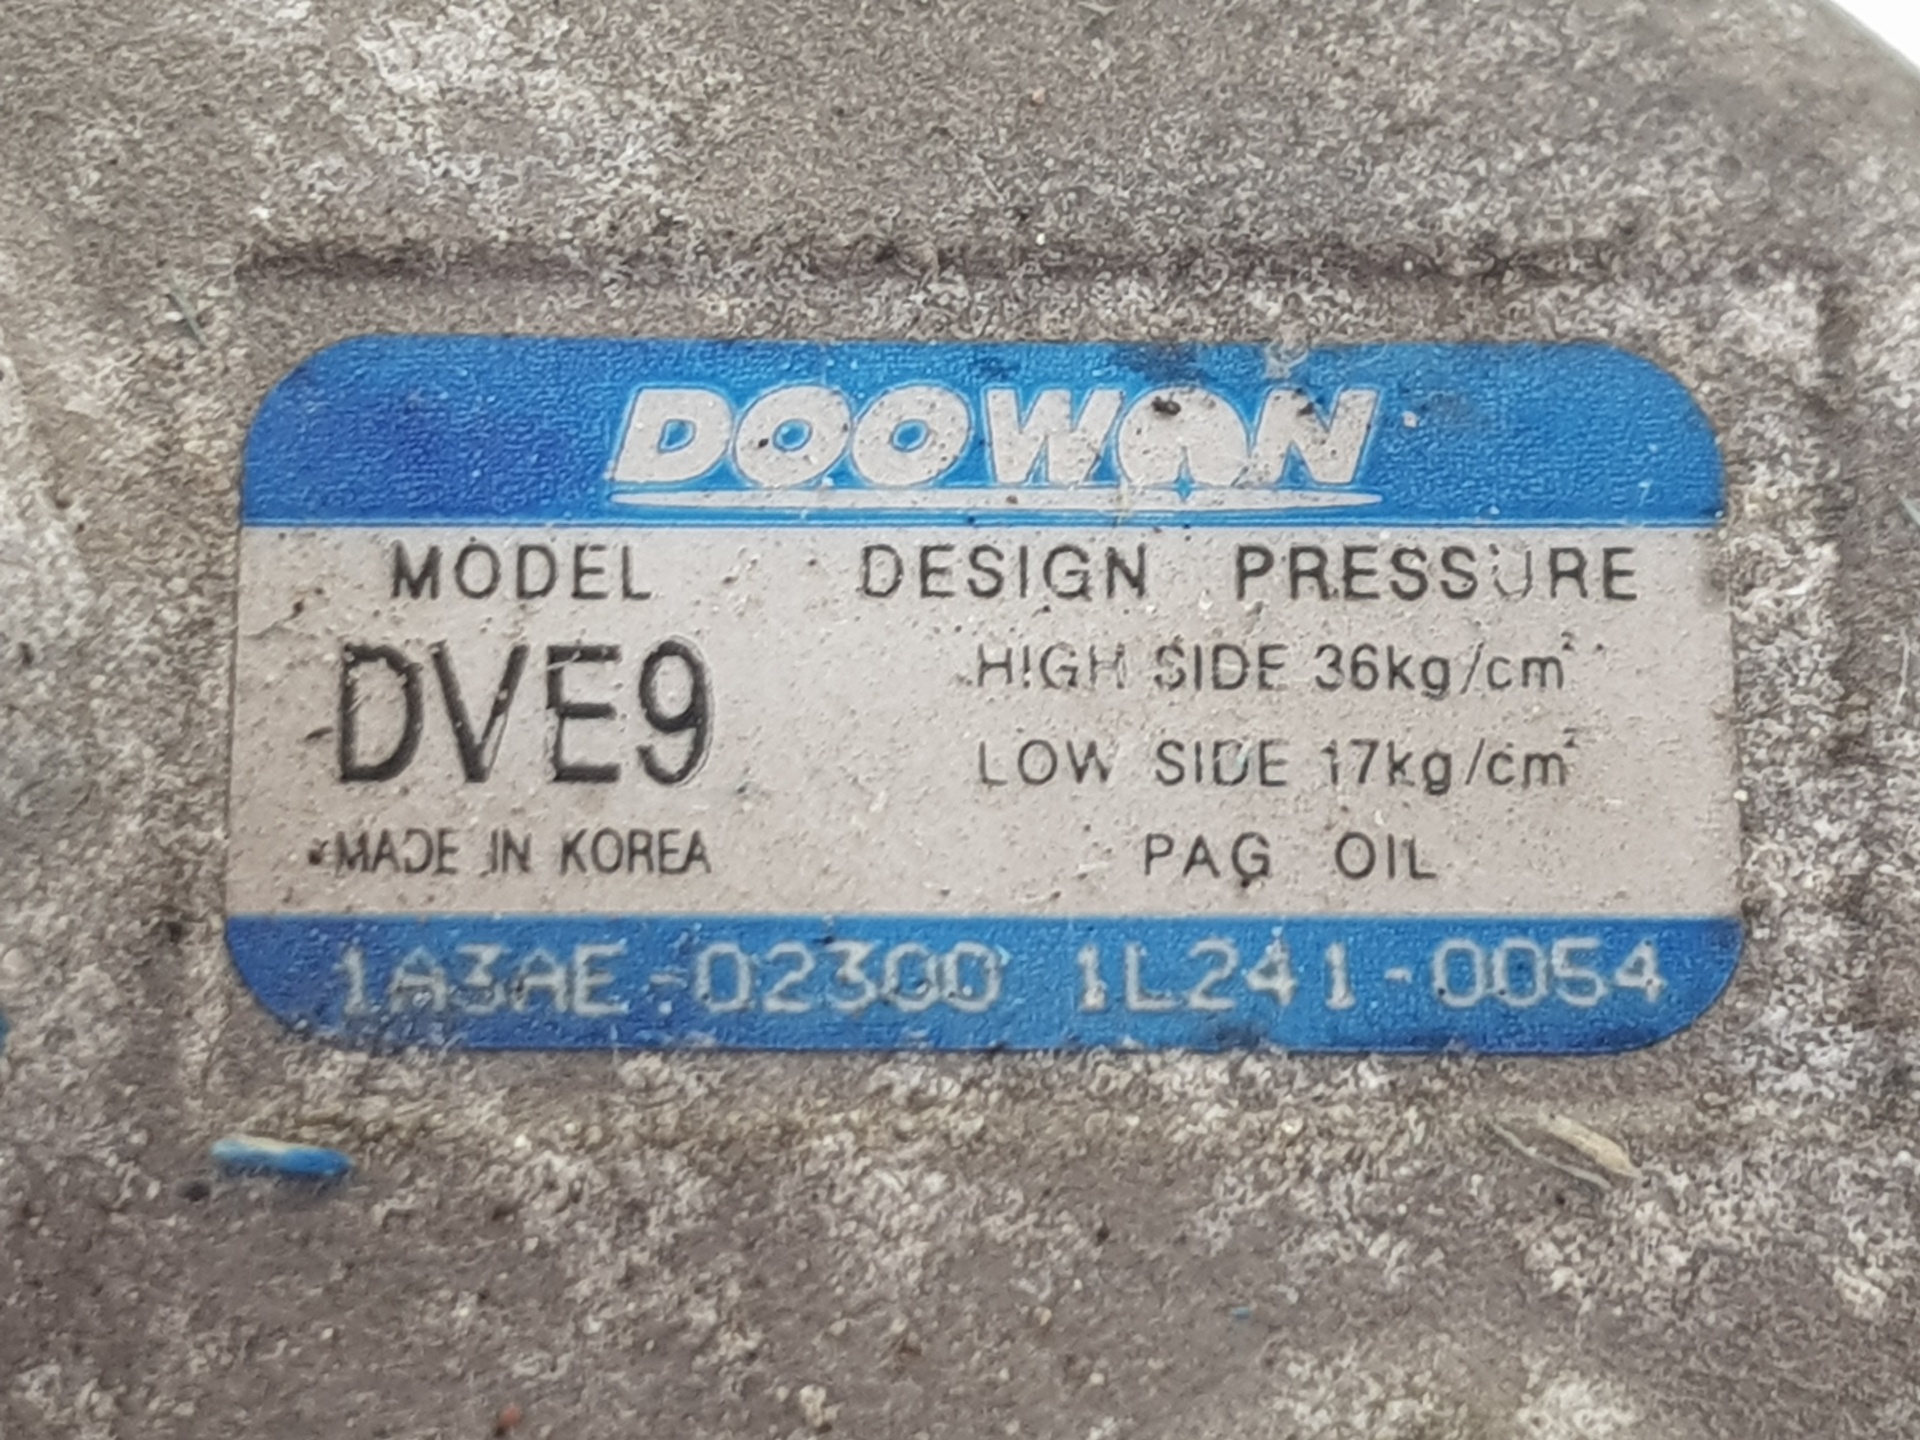 DOOWON
MODEL DESIGN PRESSURE
DVE9 HIGH SIDE 36kg/cm²
LOW SIDE 17kg/cm²
MADE IN KOREA PAG OIL
1A3AE-02300 1L241-0054